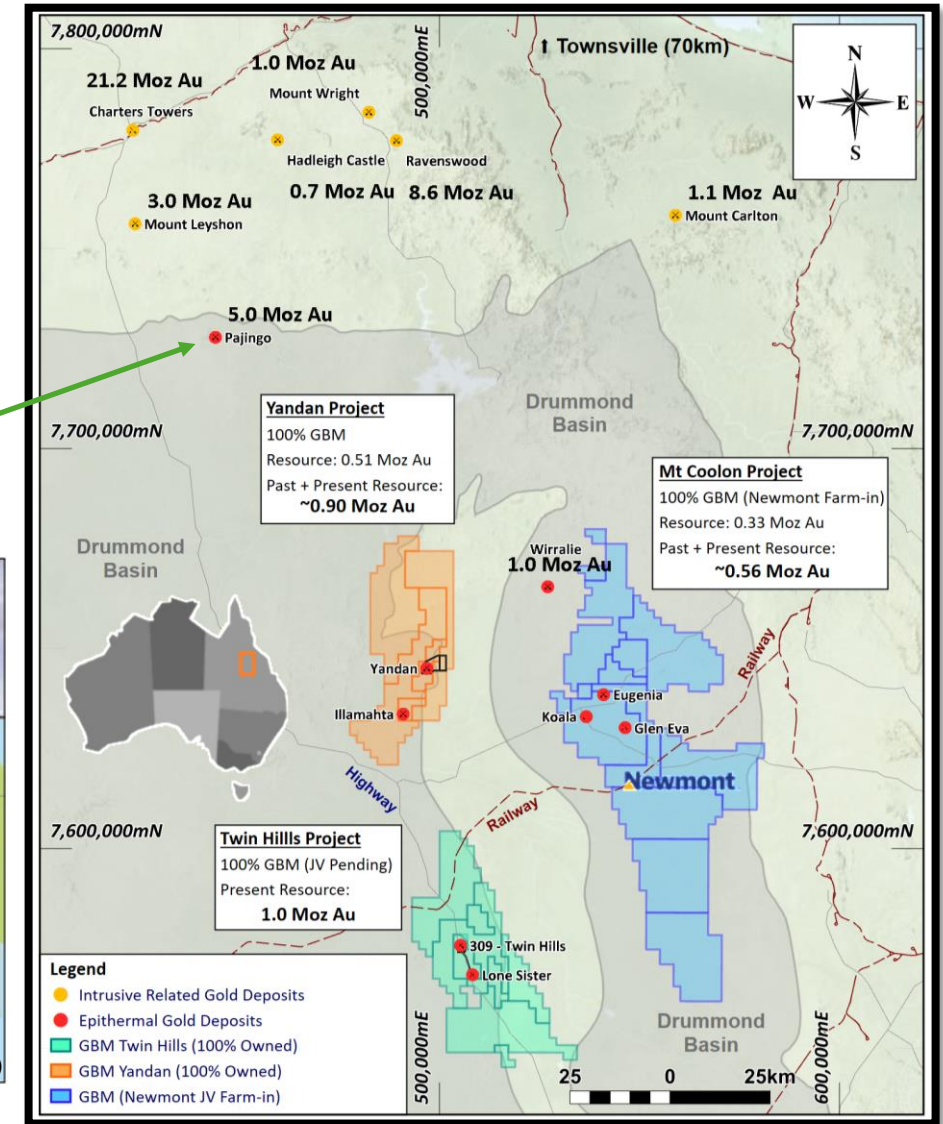 7,800,000mN
500,000mE
↑ Townsville (70km)
N
W E
S
1.0 Moz Au
21.2 Moz Au
Mount Wright
Charters Towers
Hadleigh Castle
Ravenswood
0.7 Moz Au
8.6 Moz Au
3.0 Moz Au
Mount Leyshon
1.1 Moz Au
Mount Carlton
5.0 Moz Au
Pajingo
Drummond
Basin
7,700,000mN
7,700,000mN
Yandan Project
100% GBM
Resource: 0.51 Moz Au
Past + Present Resource:
~0.90 Moz Au
Mt Coolon Project
100% GBM (Newmont Farm-in)
Resource: 0.33 Moz Au
Past + Present Resource:
~0.56 Moz Au
Drummond
Basin
Wirralie
1.0 Moz Au
Yandan
Illamahta
Eugenia
Koala
Glen Eva
Railway
Newmont
Highway
Railway
7,600,000mN
7,600,000mN
Twin Hillls Project
100% GBM (JV Pending)
Present Resource:
1.0 Moz Au
309 - Twin Hills
Lone Sister
Legend
Intrusive Related Gold Deposits
Epithermal Gold Deposits
GBM Twin Hills (100% Owned)
GBM Yandan (100% Owned)
GBM (Newmont JV Farm-in)
Drummond
Basin
500,000mE
600,000mE
25 0 25km